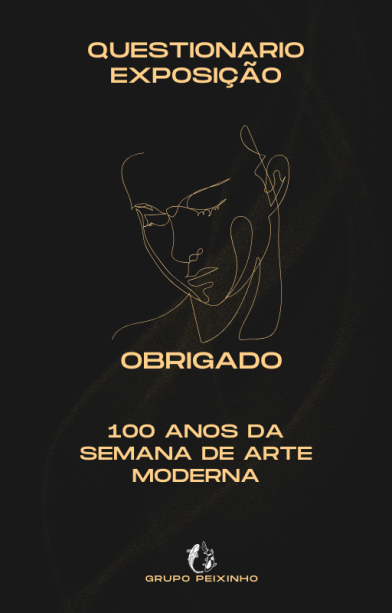 QUESTIONARIO
EXPOSIÇÃO
OBRIGADO
100 ANOS DA
SEMANA DE ARTE
MODERNA
GRUPO PEIXINHO